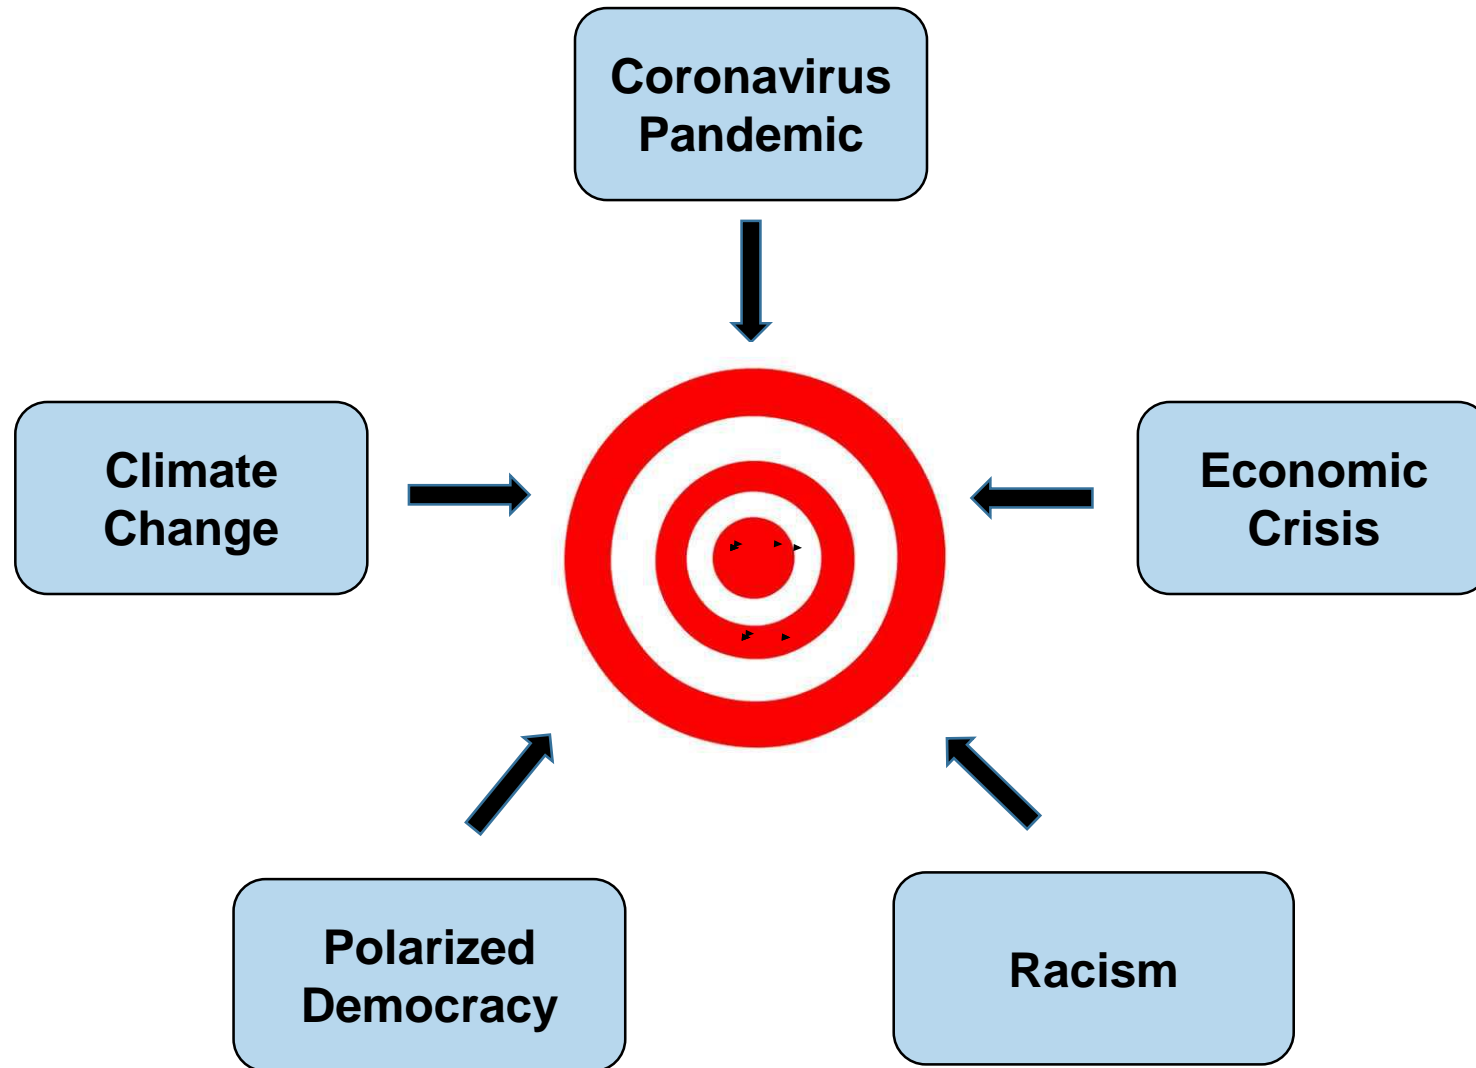 Coronavirus
Pandemic
Climate
Change
Economic
Crisis
Polarized
Democracy
Racism